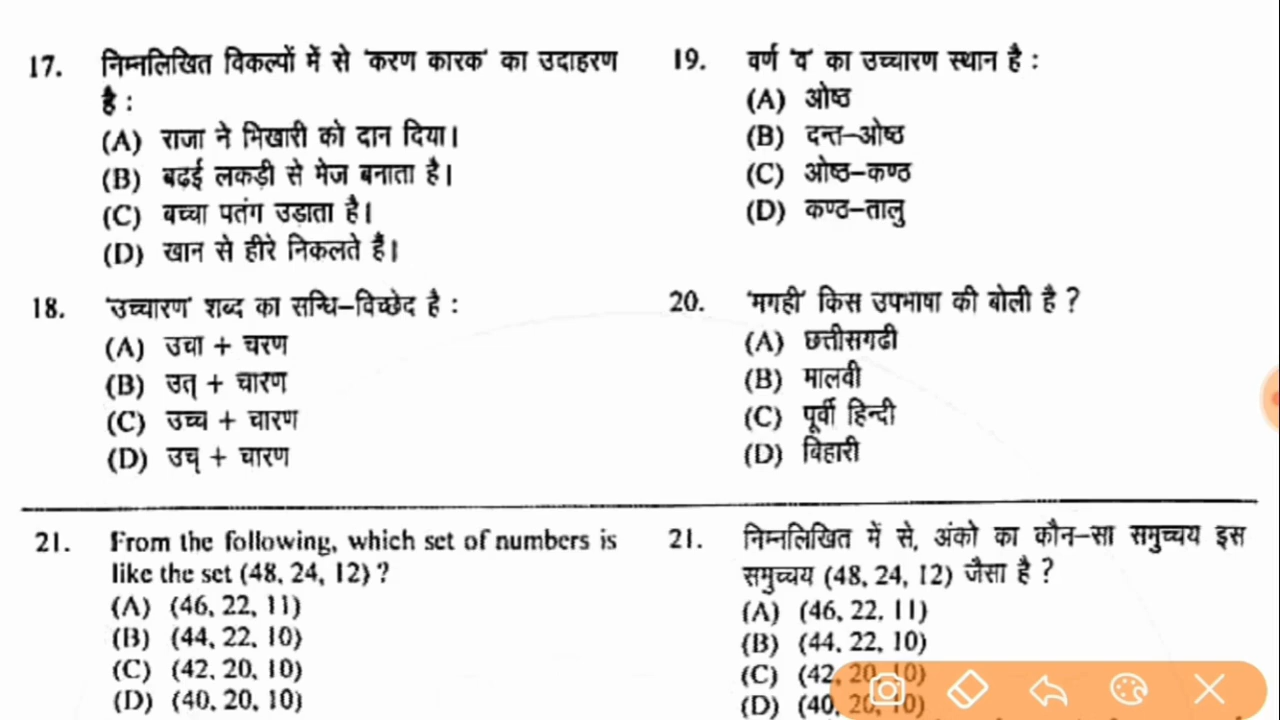 17. निम्नलिखित विकल्पों में से 'करण कारक' का उदाहरण
है :
(A) राजा ने भिखारी को दान दिया।
(B) बढ़ई लकड़ी से मेज बनाता है।
(C) बच्चा पतंग उड़ाता है।
(D) खान से हीरे निकलते हैं।
18. 'उच्चारण' शब्द का सन्धि-विच्छेद है :
(A) उचा + चरण
(B) उत् + चारण
(C) उच्च + चारण
(D) उच् + चारण
19. वर्ण 'व' का उच्चारण स्थान है :
(A) ओष्ठ
(B) दन्त-ओष्ठ
(C) ओष्ठ-कण्ठ
(D) कण्ठ-तालु
20. 'मगही' किस उपभाषा की बोली है ?
(A) छत्तीसगढी
(B) मालवी
(C) पूर्वी हिन्दी
(D) बिहारी
21. From the following, which set of numbers is
like the set (48, 24, 12) ?
(A) (46, 22, 11)
(B) (44, 22, 10)
(C) (42, 20, 10)
(D) (40, 20, 10)
21. निम्नलिखित में से, अंको का कौन-सा समुच्चय इस
समुच्चय (48, 24, 12) जैसा है ?
(A) (46, 22, 11)
(B) (44, 22, 10)
(C) (42, 20, 10)
(D) (40, 20, 10)